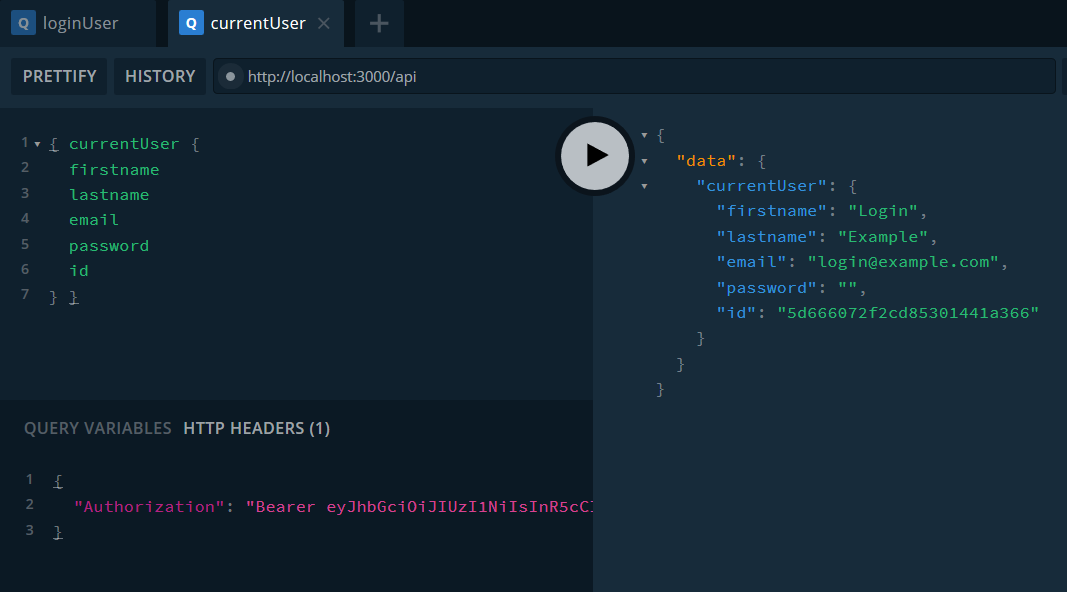 Q loginUser Q currentUser × +
PRETTIFY HISTORY http://localhost:3000/api
1 { currentUser {
2 firstname
3 lastname
4 email
5 password
6 id
7 } }
{
"data": {
"currentUser": {
"firstname": "Login",
"lastname": "Example",
"email": "login@example.com",
"password": "",
"id": "5d666072f2cd85301441a366"
}
}
}
QUERY VARIABLES HTTP HEADERS (1)
1 {
2 "Authorization": "Bearer eyJhbGciOiJIUzI1NiIsInR5cCI
3 }